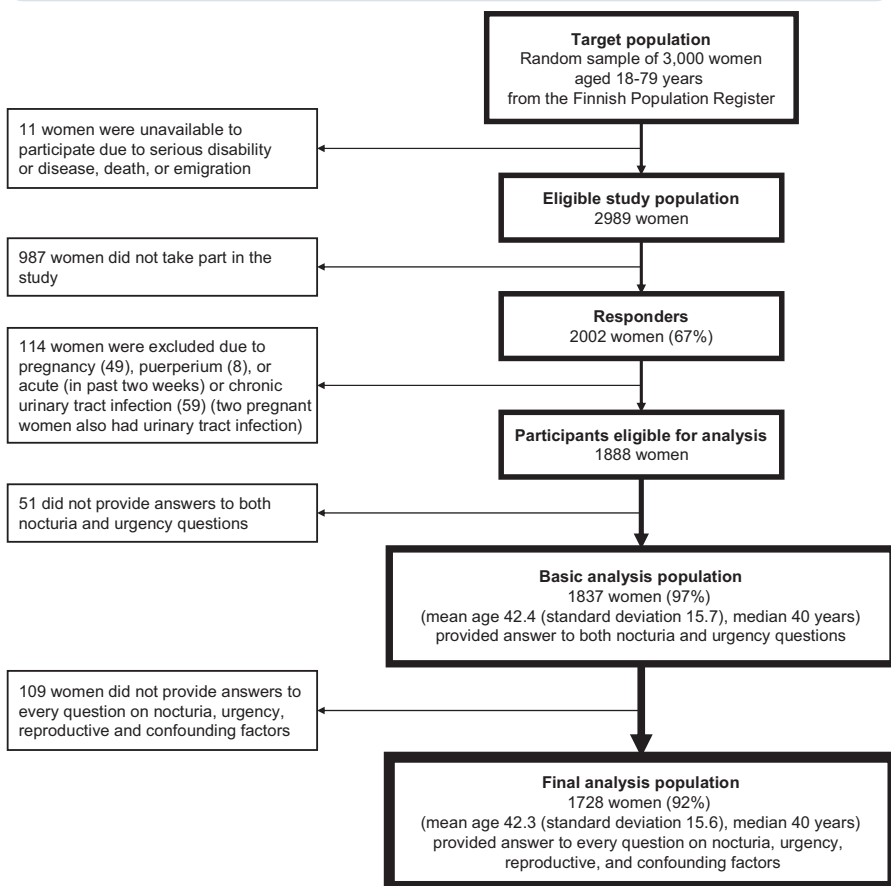 Target population
Random sample of 3,000 women
aged 18-79 years
from the Finnish Population Register
11 women were unavailable to
participate due to serious disability
or disease, death, or emigration
Eligible study population
2989 women
987 women did not take part in the
study
Responders
2002 women (67%)
114 women were excluded due to
pregnancy (49), puerperium (8), or
acute (in past two weeks) or chronic
urinary tract infection (59) (two pregnant
women also had urinary tract infection)
Participants eligible for analysis
1888 women
51 did not provide answers to both
nocturia and urgency questions
Basic analysis population
1837 women (97%)
(mean age 42.4 (standard deviation 15.7), median 40 years)
provided answer to both nocturia and urgency questions
109 women did not provide answers to
every question on nocturia, urgency,
reproductive and confounding factors
Final analysis population
1728 women (92%)
(mean age 42.3 (standard deviation 15.6), median 40 years)
provided answer to every question on nocturia, urgency,
reproductive, and confounding factors